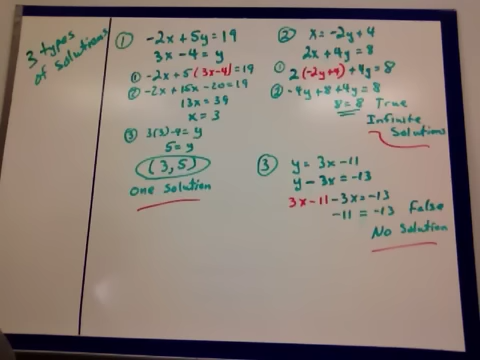 3 types
of solutions
① -2x + 5y = 19
3x - 4 = y
① -2x + 5(3x-4) = 19
② -2x + 15x - 20 = 19
13x = 39
x = 3
③ 3(3) - 4 = y
5 = y
(3, 5)
One Solution
② x = -2y + 4
2x + 4y = 8
① 2(-2y+4) + 4y = 8
② -4y + 8 + 4y = 8
8 = 8 True
Infinite
Solutions
③ y = 3x - 11
y - 3x = -13
3x - 11 - 3x = -13
-11 = -13 False
No Solution